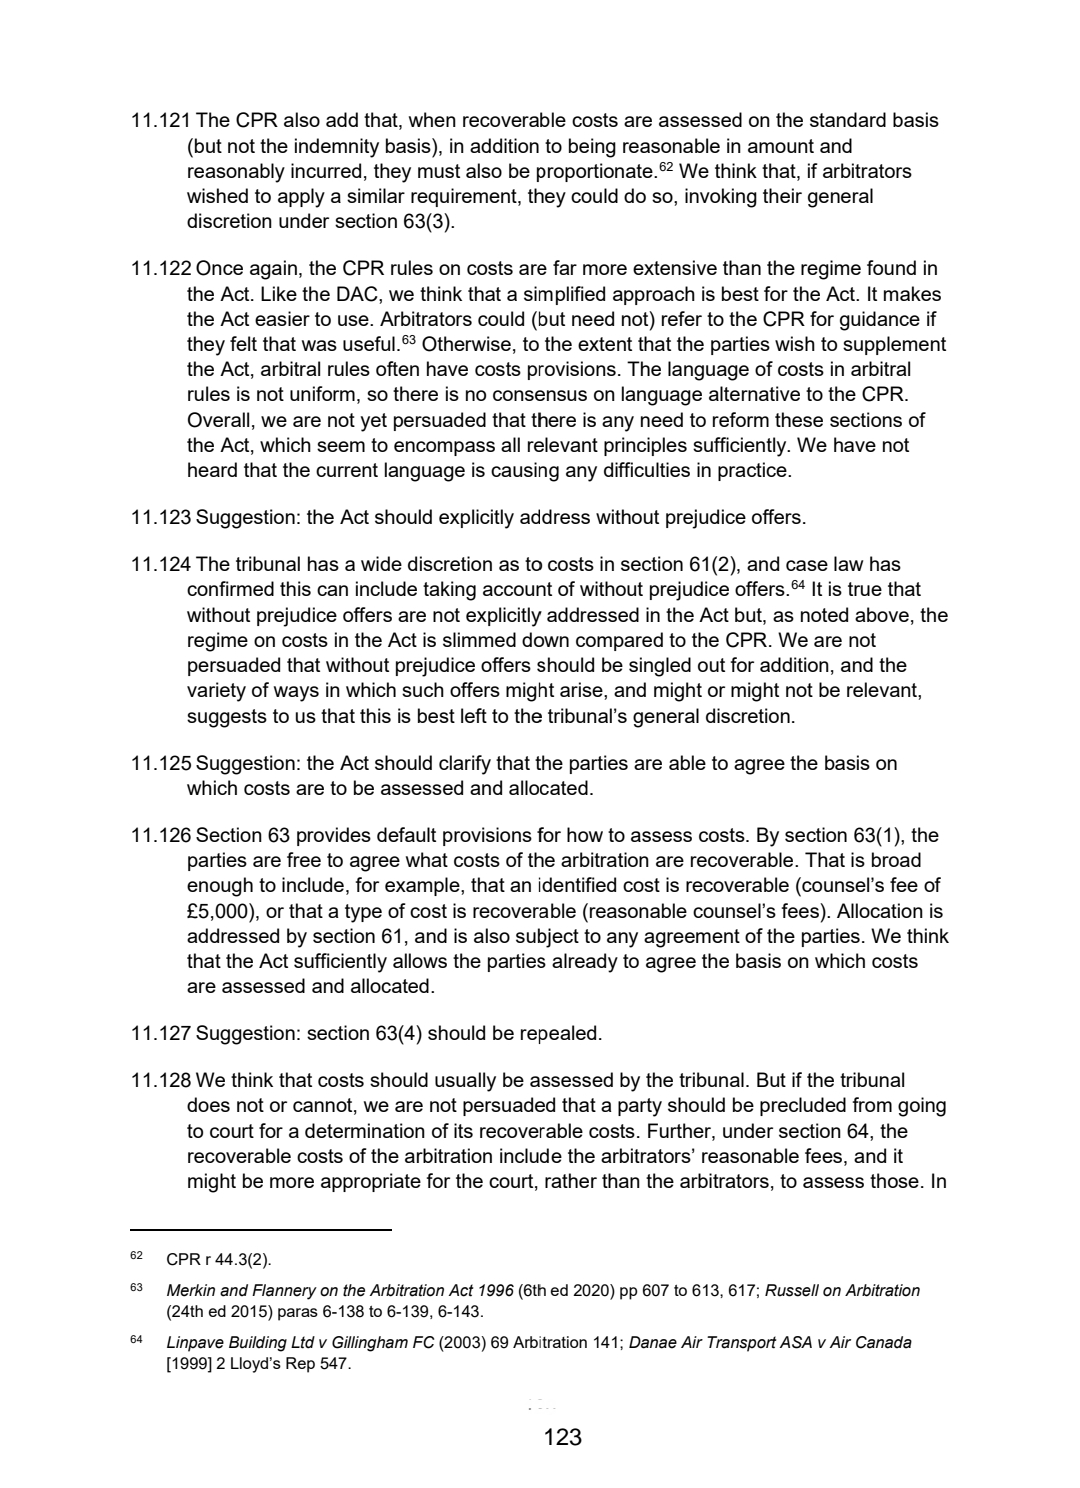 11.121 The CPR also add that, when recoverable costs are assessed on the standard basis
(but not the indemnity basis), in addition to being reasonable in amount and
reasonably incurred, they must also be proportionate.62 We think that, if arbitrators
wished to apply a similar requirement, they could do so, invoking their general
discretion under section 63(3).
11.122 Once again, the CPR rules on costs are far more extensive than the regime found in
the Act. Like the DAC, we think that a simplified approach is best for the Act. It makes
the Act easier to use. Arbitrators could (but need not) refer to the CPR for guidance if
they felt that was useful.63 Otherwise, to the extent that the parties wish to supplement
the Act, arbitral rules often have costs provisions. The language of costs in arbitral
rules is not uniform, so there is no consensus on language alternative to the CPR.
Overall, we are not yet persuaded that there is any need to reform these sections of
the Act, which seem to encompass all relevant principles sufficiently. We have not
heard that the current language is causing any difficulties in practice.
11.123 Suggestion: the Act should explicitly address without prejudice offers.
11.124 The tribunal has a wide discretion as to costs in section 61(2), and case law has
confirmed this can include taking account of without prejudice offers.64 It is true that
without prejudice offers are not explicitly addressed in the Act but, as noted above, the
regime on costs in the Act is slimmed down compared to the CPR. We are not
persuaded that without prejudice offers should be singled out for addition, and the
variety of ways in which such offers might arise, and might or might not be relevant,
suggests to us that this is best left to the tribunal's general discretion.
11.125 Suggestion: the Act should clarify that the parties are able to agree the basis on
which costs are to be assessed and allocated.
11.126 Section 63 provides default provisions for how to assess costs. By section 63(1), the
parties are free to agree what costs of the arbitration are recoverable. That is broad
enough to include, for example, that an identified cost is recoverable (counsel's fee of
£5,000), or that a type of cost is recoverable (reasonable counsel's fees). Allocation is
addressed by section 61, and is also subject to any agreement of the parties. We think
that the Act sufficiently allows the parties already to agree the basis on which costs
are assessed and allocated.
11.127 Suggestion: section 63(4) should be repealed.
11.128 We think that costs should usually be assessed by the tribunal. But if the tribunal
does not or cannot, we are not persuaded that a party should be precluded from going
to court for a determination of its recoverable costs. Further, under section 64, the
recoverable costs of the arbitration include the arbitrators' reasonable fees, and it
might be more appropriate for the court, rather than the arbitrators, to assess those. In
62 CPR r 44.3(2).
63 Merkin and Flannery on the Arbitration Act 1996 (6th ed 2020) pp 607 to 613, 617; Russell on Arbitration
(24th ed 2015) paras 6-138 to 6-139, 6-143.
64 Linpave Building Ltd v Gillingham FC (2003) 69 Arbitration 141; Danae Air Transport ASA v Air Canada
[1999] 2 Lloyd's Rep 547.
123